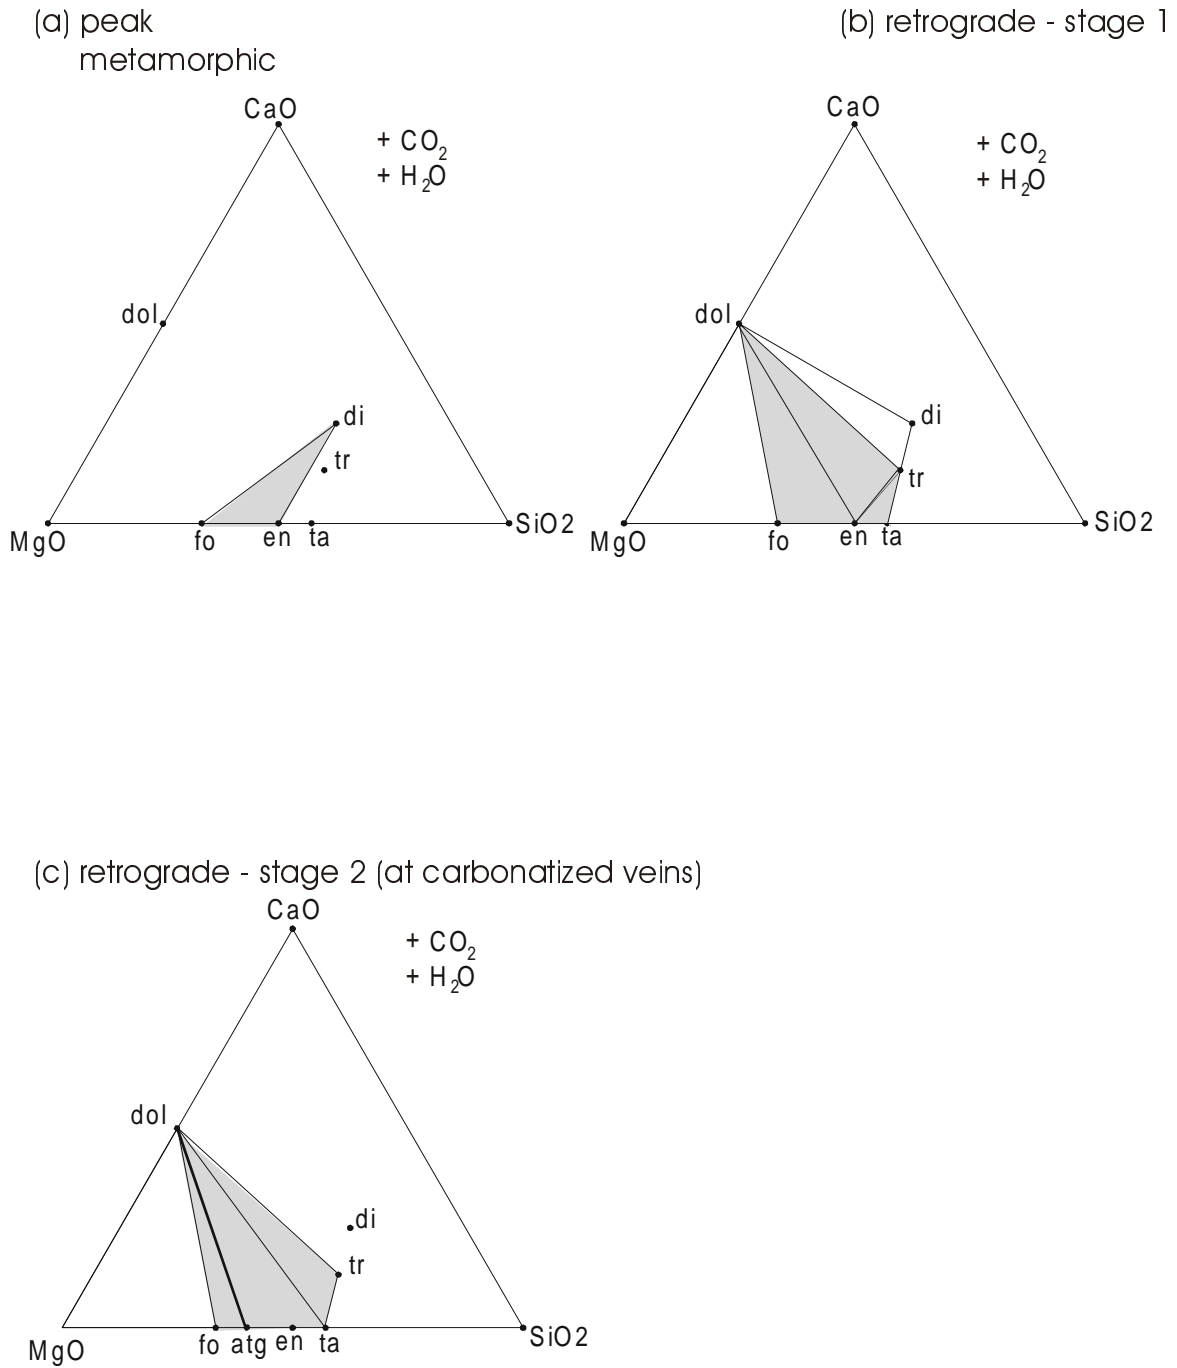 (a) peak
metamorphic
(b) retrograde - stage 1
CaO
+ CO2
+ H2O
dol
di
tr
MgO
fo
en
ta
SiO2
CaO
+ CO2
+ H2O
dol
di
tr
MgO
fo
en
ta
SiO2
(c) retrograde - stage 2 (at carbonatized veins)
CaO
+ CO2
+ H2O
dol
di
tr
MgO
fo
atg
en
ta
SiO2